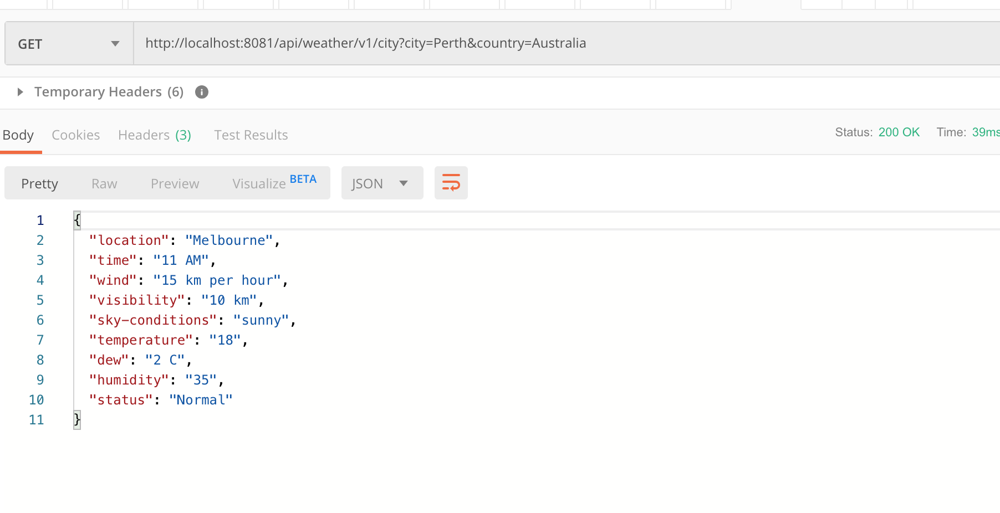 GET http://localhost:8081/api/weather/v1/city?city=Perth&country=Australia
Temporary Headers (6) i
Body Cookies Headers (3) Test Results Status: 200 OK Time: 39ms
Pretty Raw Preview Visualize BETA JSON
1 {
2 "location": "Melbourne",
3 "time": "11 AM",
4 "wind": "15 km per hour",
5 "visibility": "10 km",
6 "sky-conditions": "sunny",
7 "temperature": "18",
8 "dew": "2 C",
9 "humidity": "35",
10 "status": "Normal"
11 }